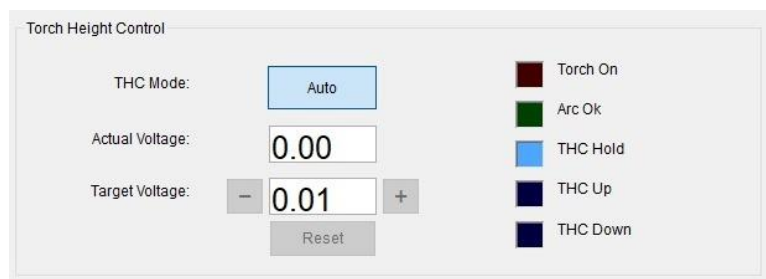 Torch Height Control
THC Mode:
Auto
Torch On
Arc Ok
Actual Voltage:
0.00
THC Hold
Target Voltage:
−
0.01
+
THC Up
Reset
THC Down